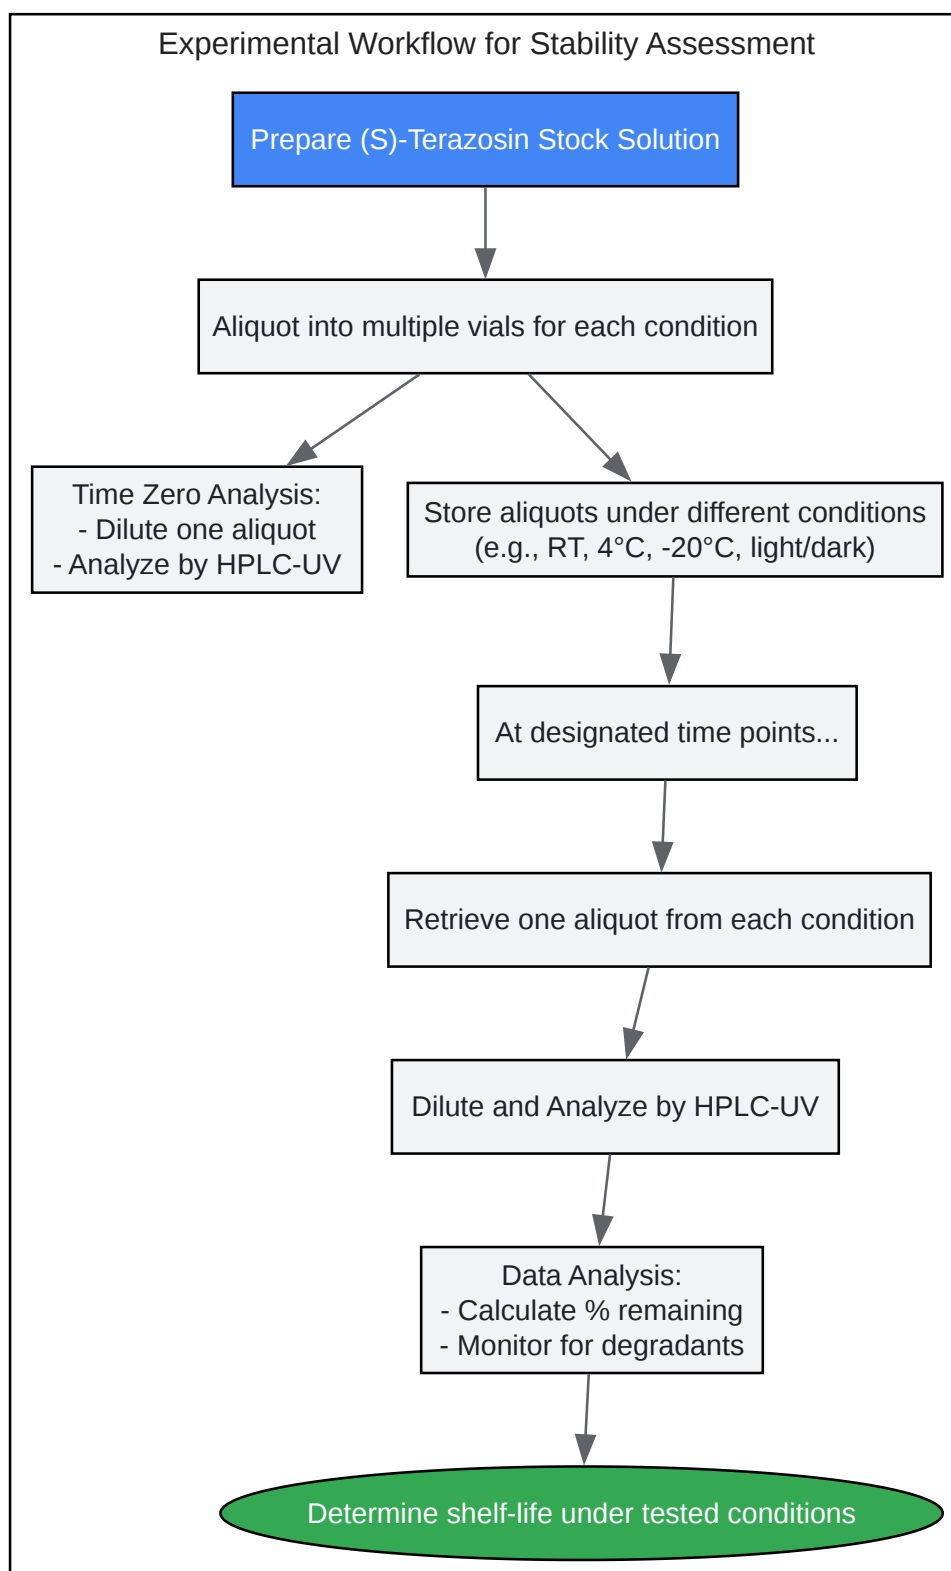 Experimental Workflow for Stability Assessment
Prepare (S)-Terazosin Stock Solution
Aliquot into multiple vials for each condition
Time Zero Analysis:
- Dilute one aliquot
- Analyze by HPLC-UV
Store aliquots under different conditions
(e.g., RT, 4°C, -20°C, light/dark)
At designated time points...
Retrieve one aliquot from each condition
Dilute and Analyze by HPLC-UV
Data Analysis:
- Calculate % remaining
- Monitor for degradants
Determine shelf-life under tested conditions